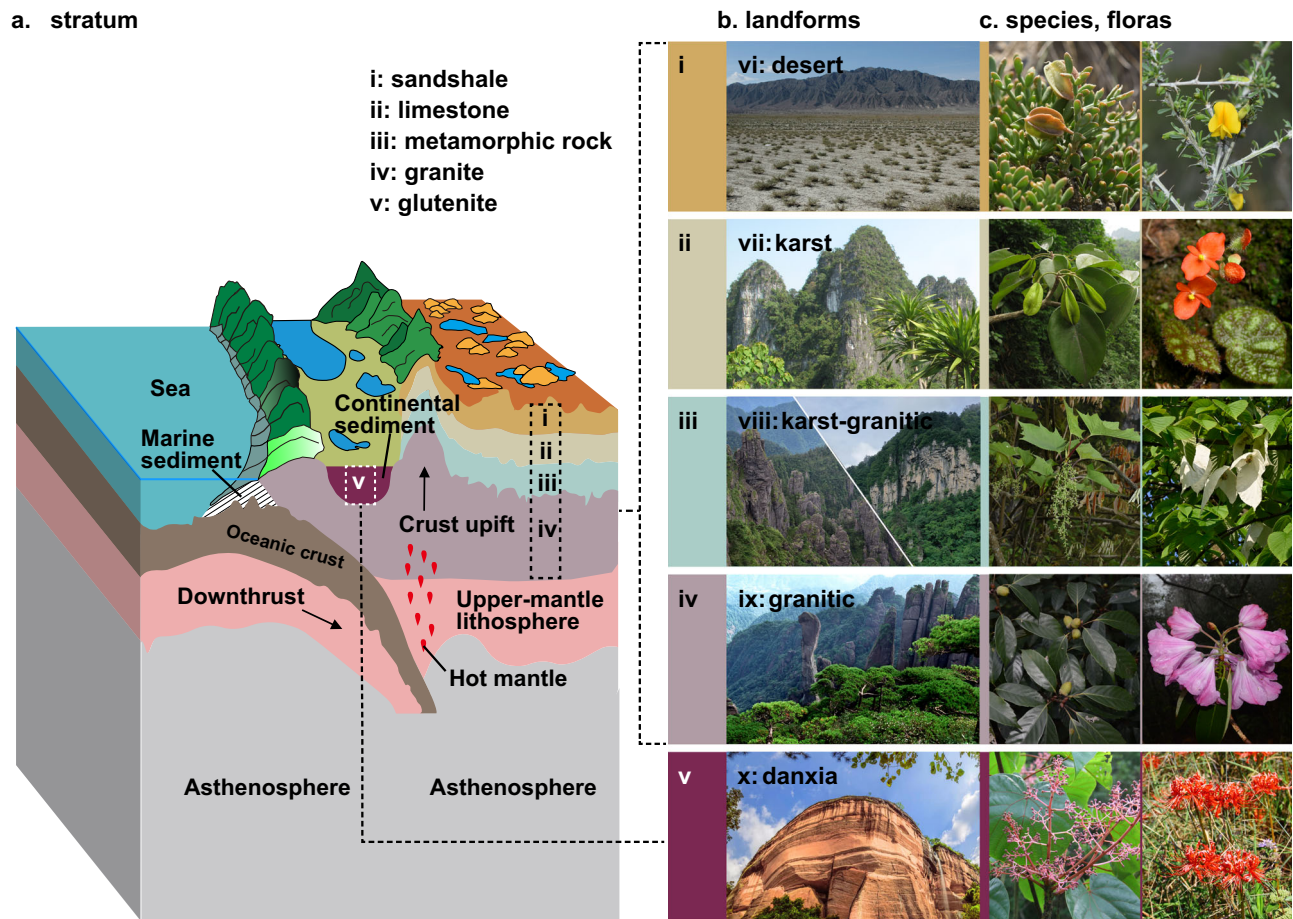 a. stratum
b. landforms
c. species, floras
i: sandshale
ii: limestone
iii: metamorphic rock
iv: granite
v: glutenite
Sea
Marine
sediment
Continental
sediment
v
i
ii
iii
iv
Oceanic crust
Crust upift
Downthrust
Upper-mantle
lithosphere
Hot mantle
Asthenosphere
Asthenosphere
i
vi: desert
ii
vii: karst
iii
viii: karst-granitic
iv
ix: granitic
v
x: danxia